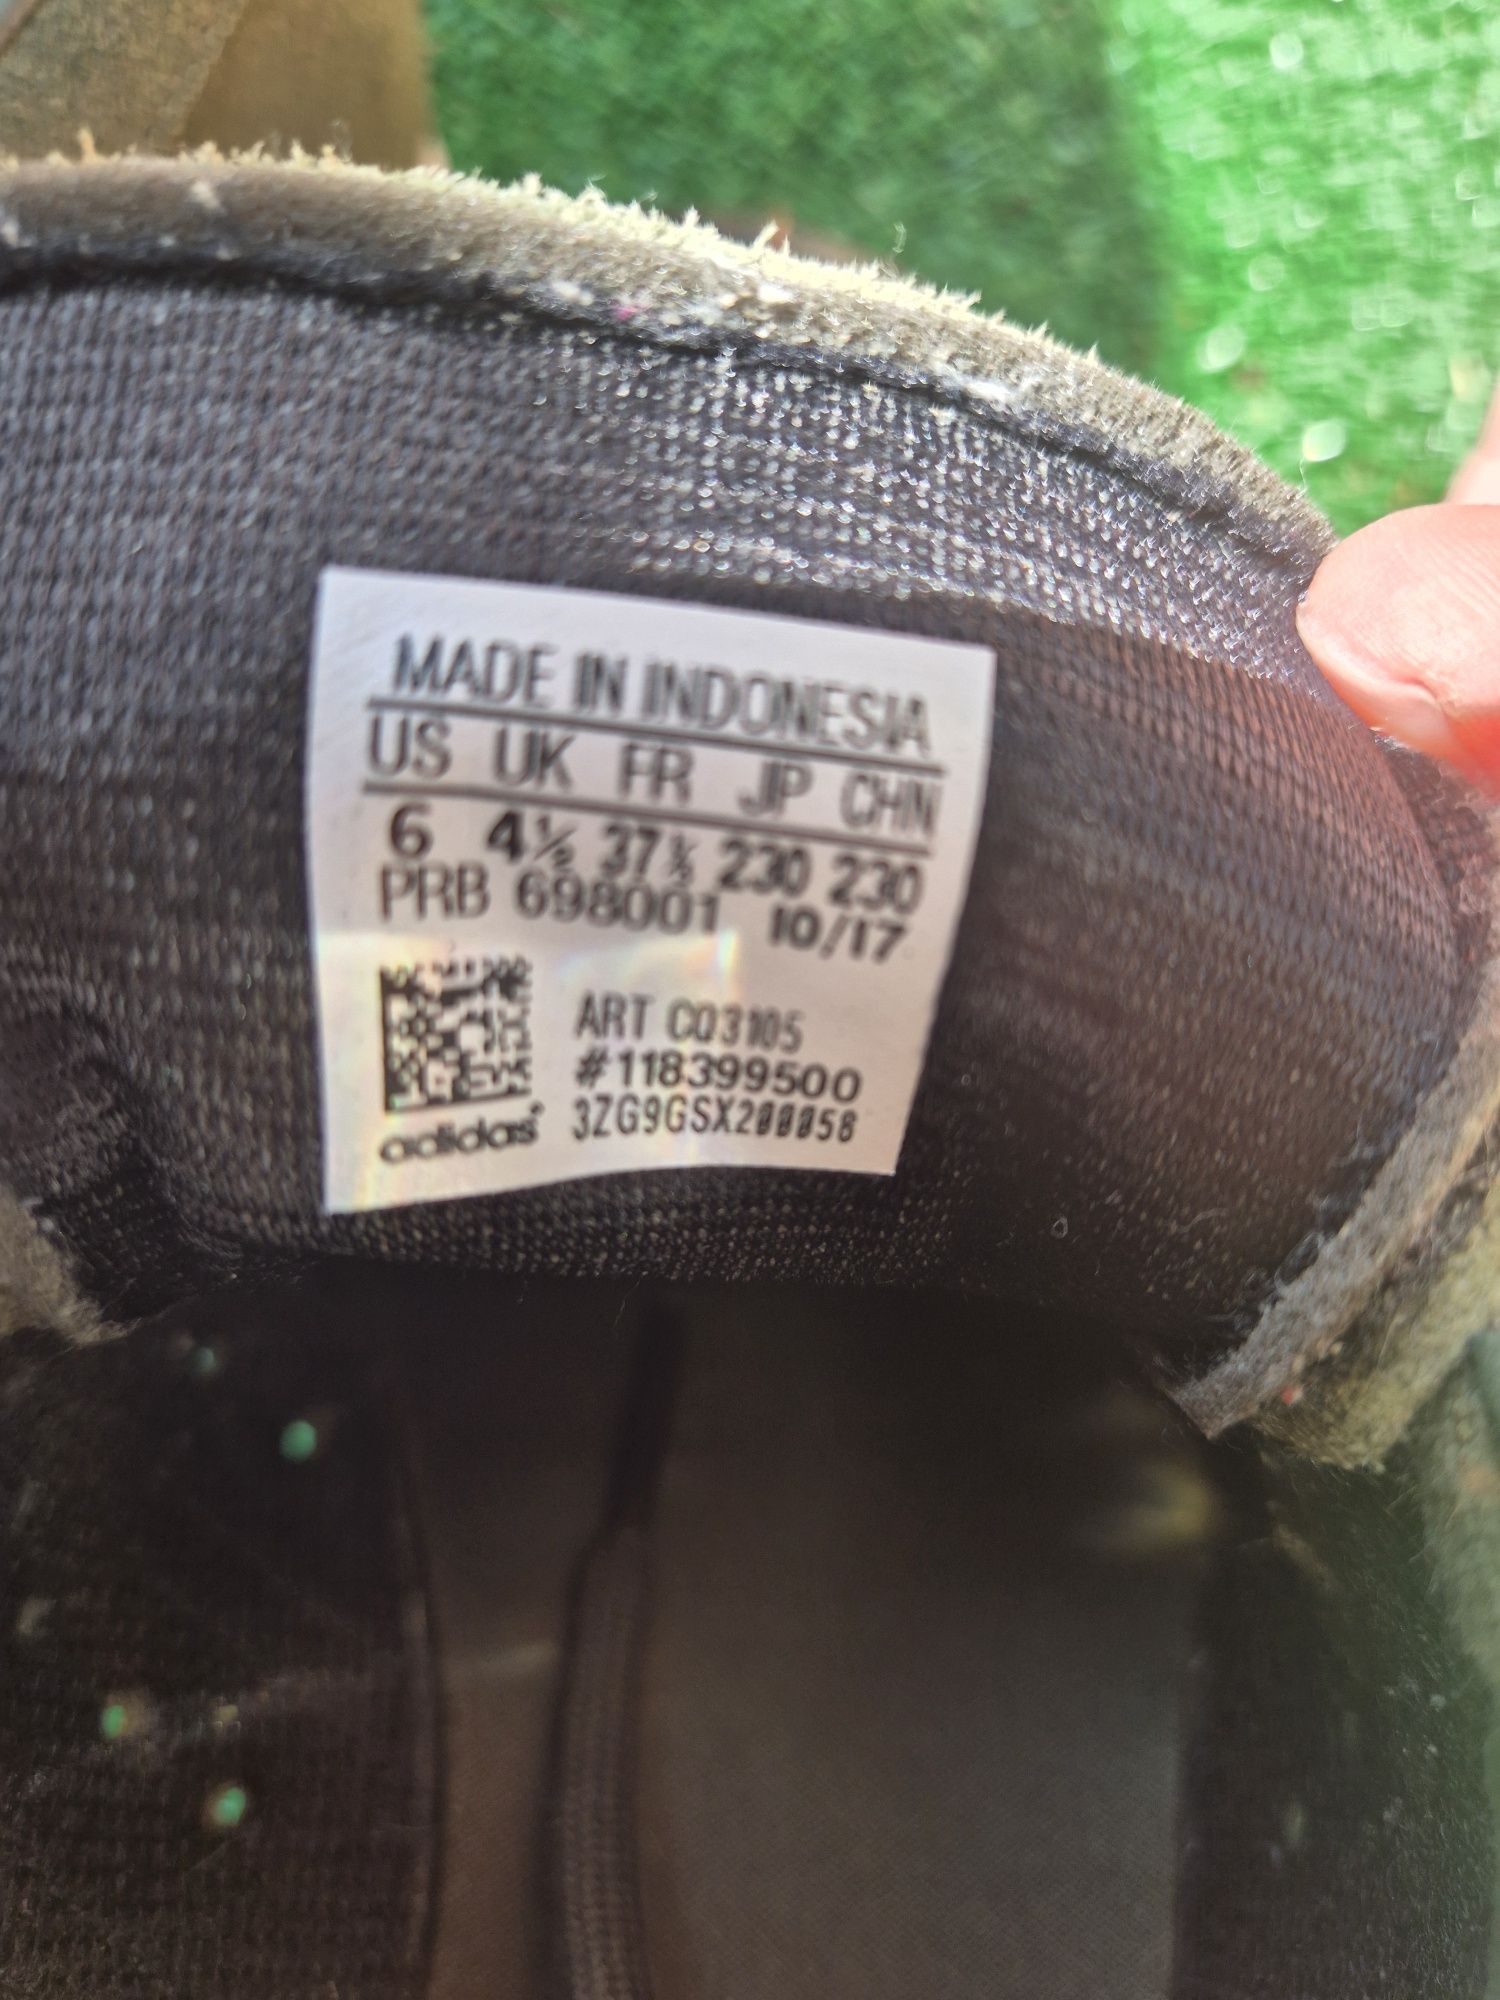 MADE IN INDONESIA
US UK FR JP CHN
6 4½ 37⅓ 230 230
PRB 698001 10/17
ART CQ3105
#118399500
3ZG9GSX200058
adidas